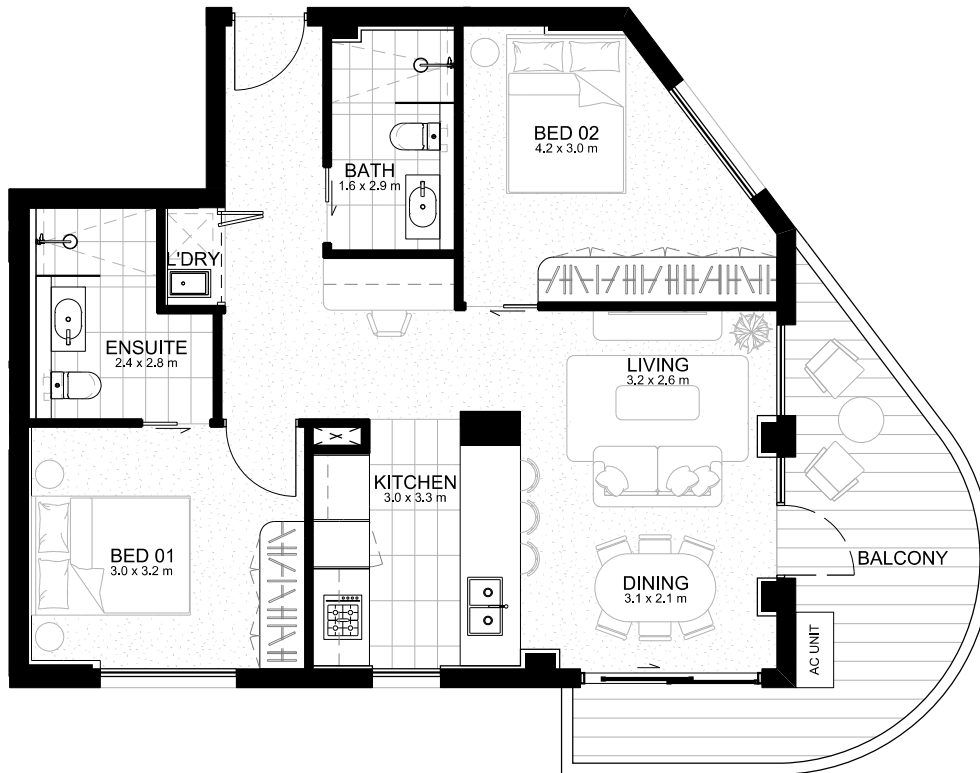 BED 02
4.2 x 3.0 m
BATH
1.6 x 2.9 m
L'DRY
ENSUITE
2.4 x 2.8 m
LIVING
3.2 x 2.6 m
KITCHEN
3.0 x 3.3 m
BED 01
3.0 x 3.2 m
DINING
3.1 x 2.1 m
BALCONY
AC UNIT